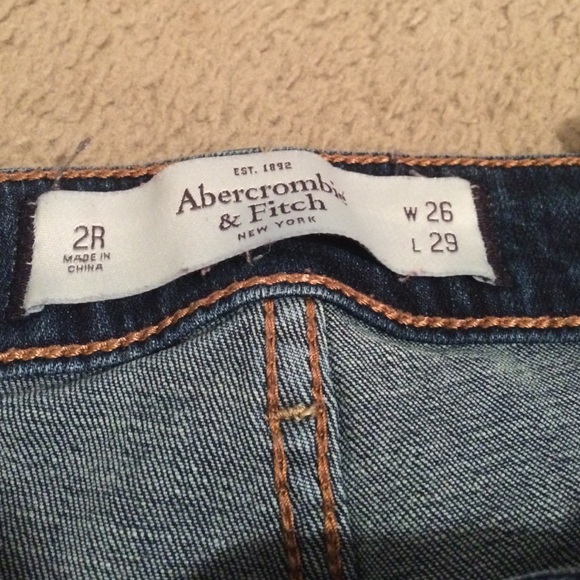 EST. 1892
Abercrombie
& Fitch
NEW YORK
2R
MADE IN
CHINA
W 26
L 29